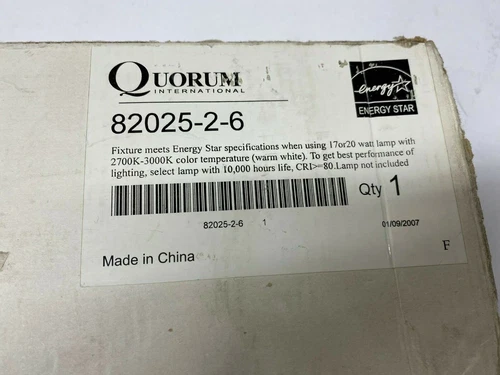 QUORUM
INTERNATIONAL
energy
ENERGY STAR
82025-2-6
Fixture meets Energy Star specifications when using 17or20 watt lamp with
2700K-3000K color temperature (warm white). To get best performance of
lighting, select lamp with 10,000 hours life, CRI>=80.Lamp not included
Qty 1
82025-2-6 1
01/09/2007
Made in China
F